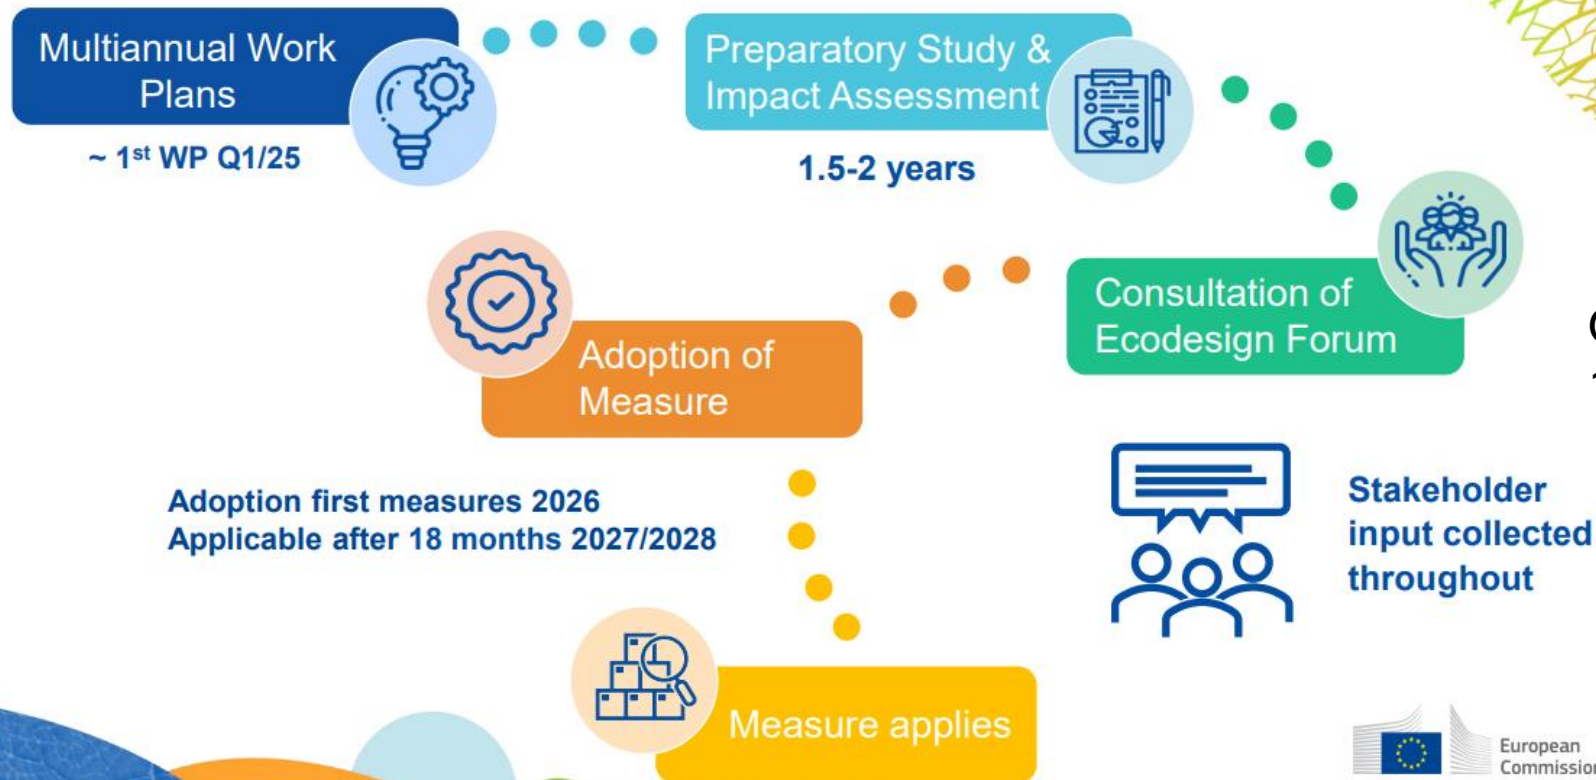 Multiannual Work
Plans
~ 1st WP Q1/25
Preparatory Study &
Impact Assessment
1.5-2 years
Consultation of
Ecodesign Forum
Adoption of
Measure
Adoption first measures 2026
Applicable after 18 months 2027/2028
Stakeholder
input collected
throughout
Measure applies
European
Commission